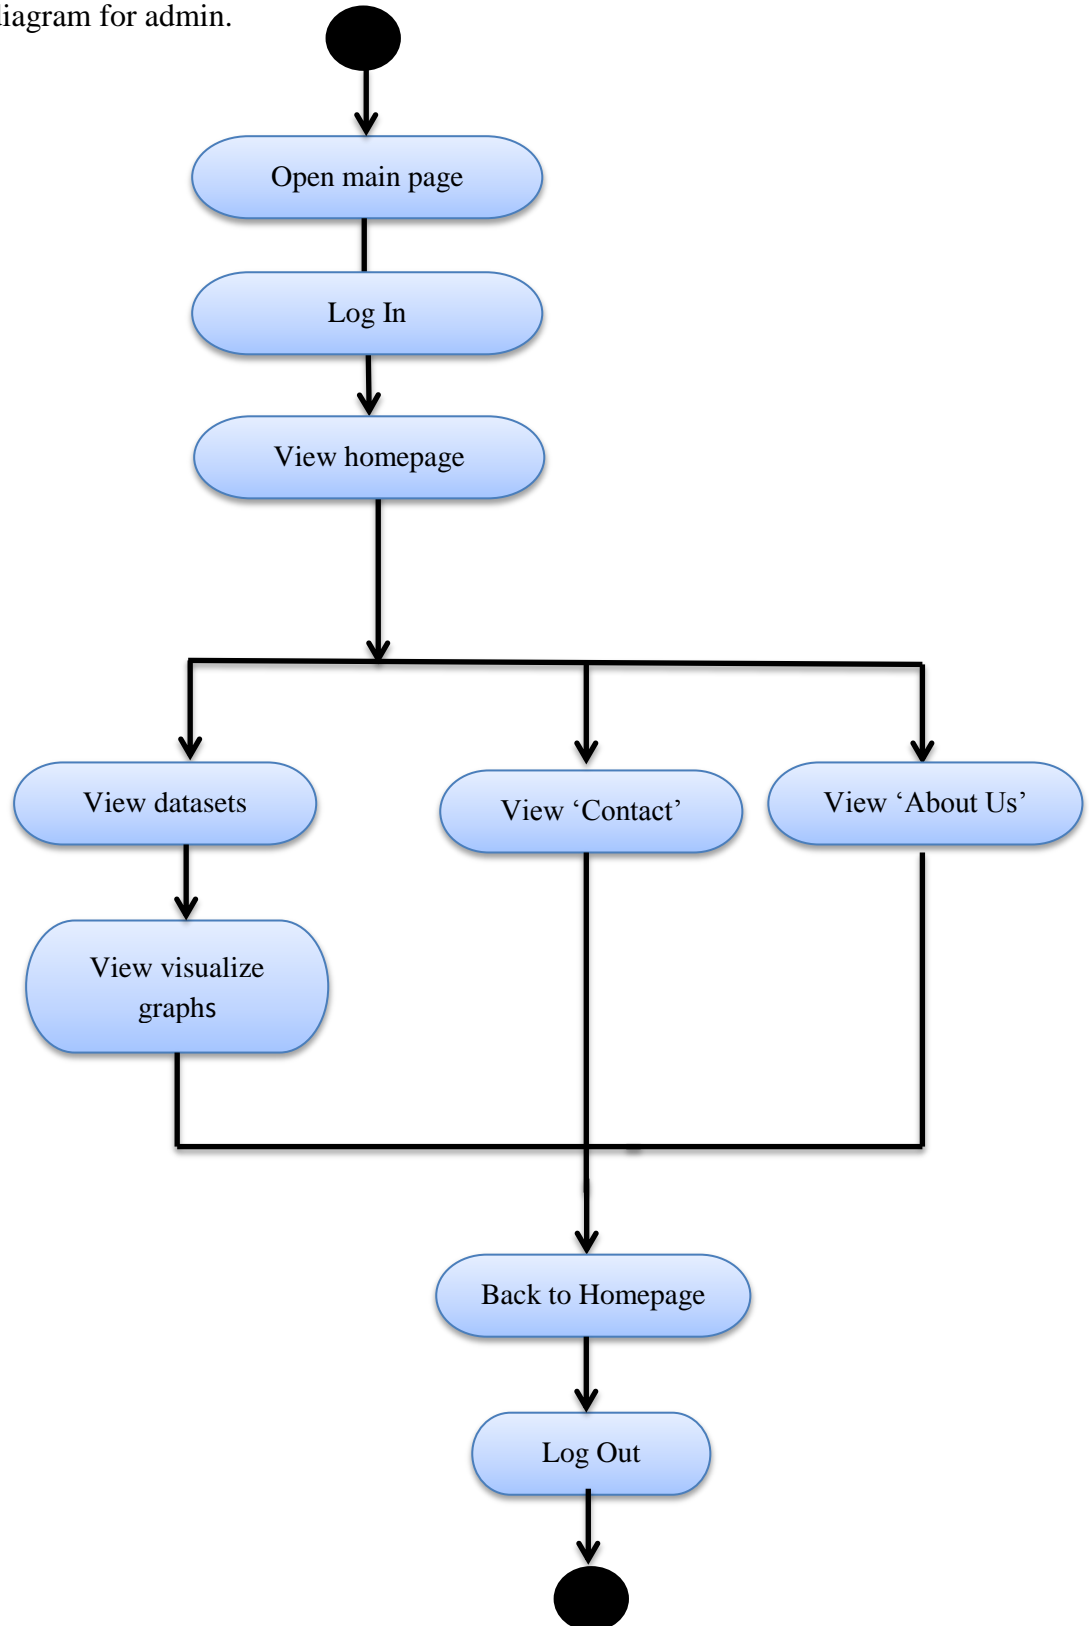 diagram for admin.
Open main page
Log In
View homepage
View datasets
View ‘Contact’
View ‘About Us’
View visualize
graphs
Back to Homepage
Log Out